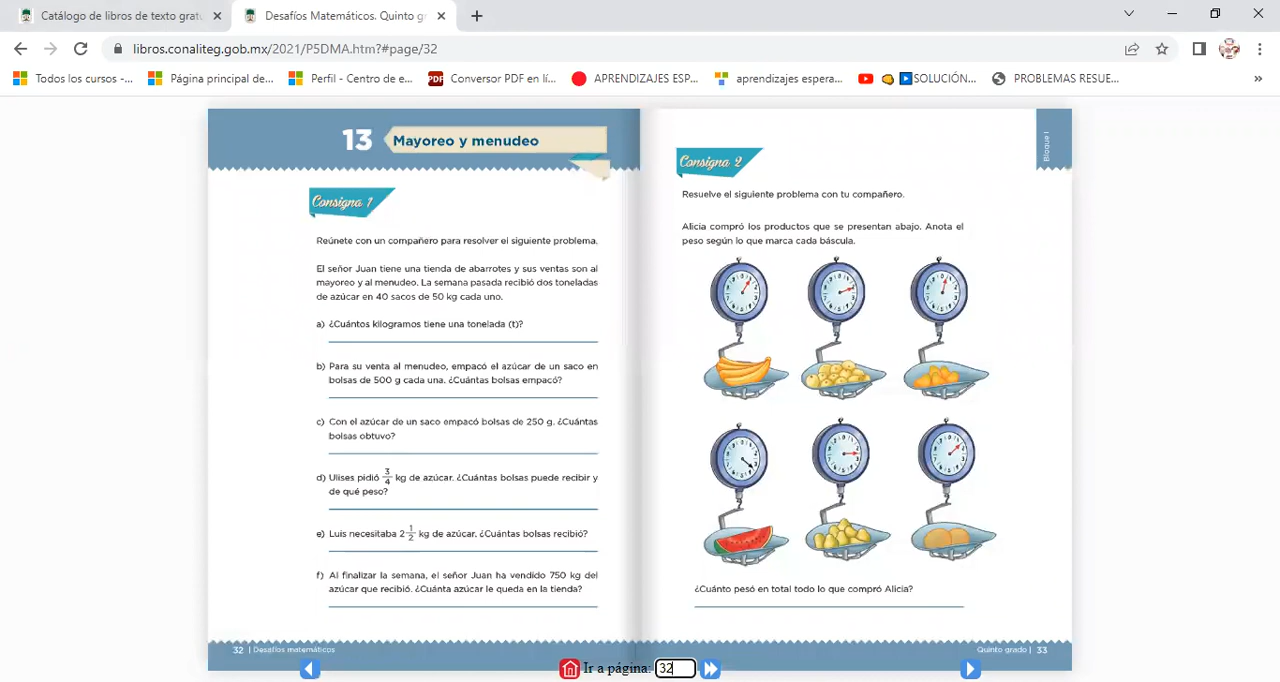 Catálogo de libros de texto gratu
Desafíos Matemáticos. Quinto gr
libros.conaliteg.gob.mx/2021/P5DMA.htm?#page/32
Todos los cursos -...
Página principal de...
Perfil - Centro de e...
PDF
Conversor PDF en lí...
APRENDIZAJES ESP...
aprendizajes espera...
SOLUCIÓN...
PROBLEMAS RESUE...
13
Mayoreo y menudeo
Consigna 1
Reúnete con un compañero para resolver el siguiente problema.
El señor Juan tiene una tienda de abarrotes y sus ventas son al
mayoreo y al menudeo. La semana pasada recibió dos toneladas
de azúcar en 40 sacos de 50 kg cada uno.
a) ¿Cuántos kilogramos tiene una tonelada (t)?
b) Para su venta al menudeo, empacó el azúcar de un saco en
bolsas de 500 g cada una. ¿Cuántas bolsas empacó?
c) Con el azúcar de un saco empacó bolsas de 250 g. ¿Cuántas
bolsas obtuvo?
d) Ulises pidió 3/4 kg de azúcar. ¿Cuántas bolsas puede recibir y
de qué peso?
e) Luis necesitaba 2 1/2 kg de azúcar. ¿Cuántas bolsas recibió?
f) Al finalizar la semana, el señor Juan ha vendido 750 kg del
azúcar que recibió. ¿Cuánta azúcar le queda en la tienda?
32 | Desafíos matemáticos
Bloque I
Consigna 2
Resuelve el siguiente problema con tu compañero.
Alicia compró los productos que se presentan abajo. Anota el
peso según lo que marca cada báscula.
¿Cuánto pesó en total todo lo que compró Alicia?
Quinto grado | 33
Ir a página: 32